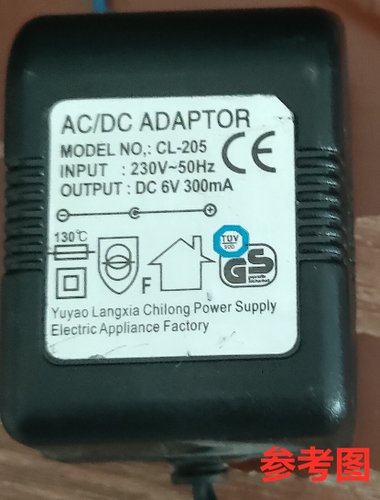 AC/DC ADAPTOR
MODEL NO,: CL-205
INPUT : 230V~50Hz
OUTPUT : DC 6V 300mA
CE
130℃
F
TÜV
GS
Yuyao Langxia Chilong Power Supply
Electric Appliance Factory
参考图